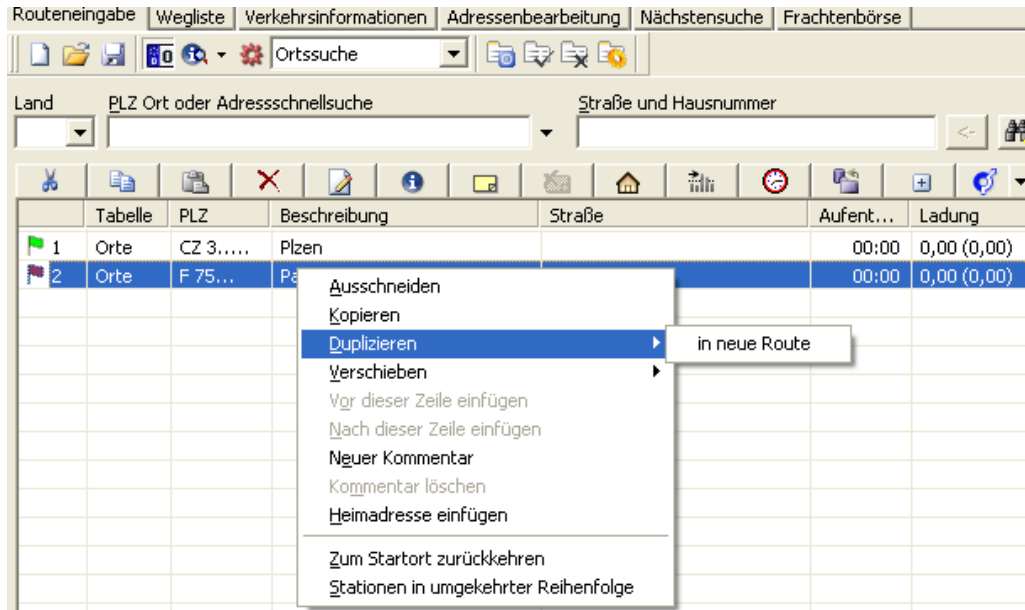 Routeneingabe Wegliste Verkehrsinformationen Adressenbearbeitung Nächstensuche Frachtenbörse
Ortssuche
Land PLZ Ort oder Adressschnellsuche Straße und Hausnummer
<-
Tabelle PLZ Beschreibung Straße Aufent... Ladung
1 Orte CZ 3..... Plzen 00:00 0,00 (0,00)
2 Orte F 75... 00:00 0,00 (0,00)
Ausschneiden
Kopieren
Duplizieren in neue Route
Verschieben
Vor dieser Zeile einfügen
Nach dieser Zeile einfügen
Neuer Kommentar
Kommentar löschen
Heimadresse einfügen
Zum Startort zurückkehren
Stationen in umgekehrter Reihenfolge